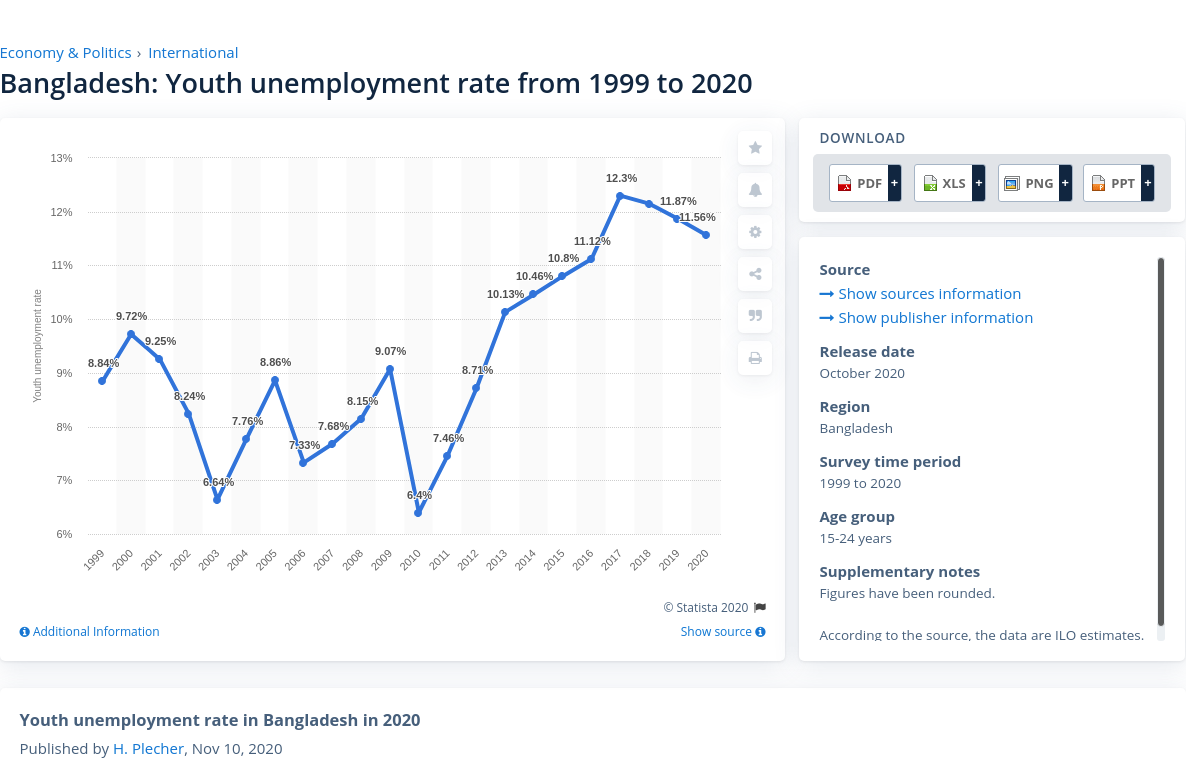 Economy & Politics › International
Bangladesh: Youth unemployment rate from 1999 to 2020
13%
12%
11%
10%
9%
8%
7%
6%
Youth unemployment rate
8.84%
9.72%
9.25%
8.24%
6.64%
7.76%
8.86%
7.33%
7.68%
8.15%
9.07%
6.4%
7.46%
8.71%
10.13%
10.46%
10.8%
11.12%
12.3%
11.87%
11.56%
1999 2000 2001 2002 2003 2004 2005 2006 2007 2008 2009 2010 2011 2012 2013 2014 2015 2016 2017 2018 2019 2020
© Statista 2020
Additional Information
Show source
DOWNLOAD
PDF + XLS + PNG + PPT +
Source
Show sources information
Show publisher information
Release date
October 2020
Region
Bangladesh
Survey time period
1999 to 2020
Age group
15-24 years
Supplementary notes
Figures have been rounded.
According to the source, the data are ILO estimates.
Youth unemployment rate in Bangladesh in 2020
Published by H. Plecher, Nov 10, 2020